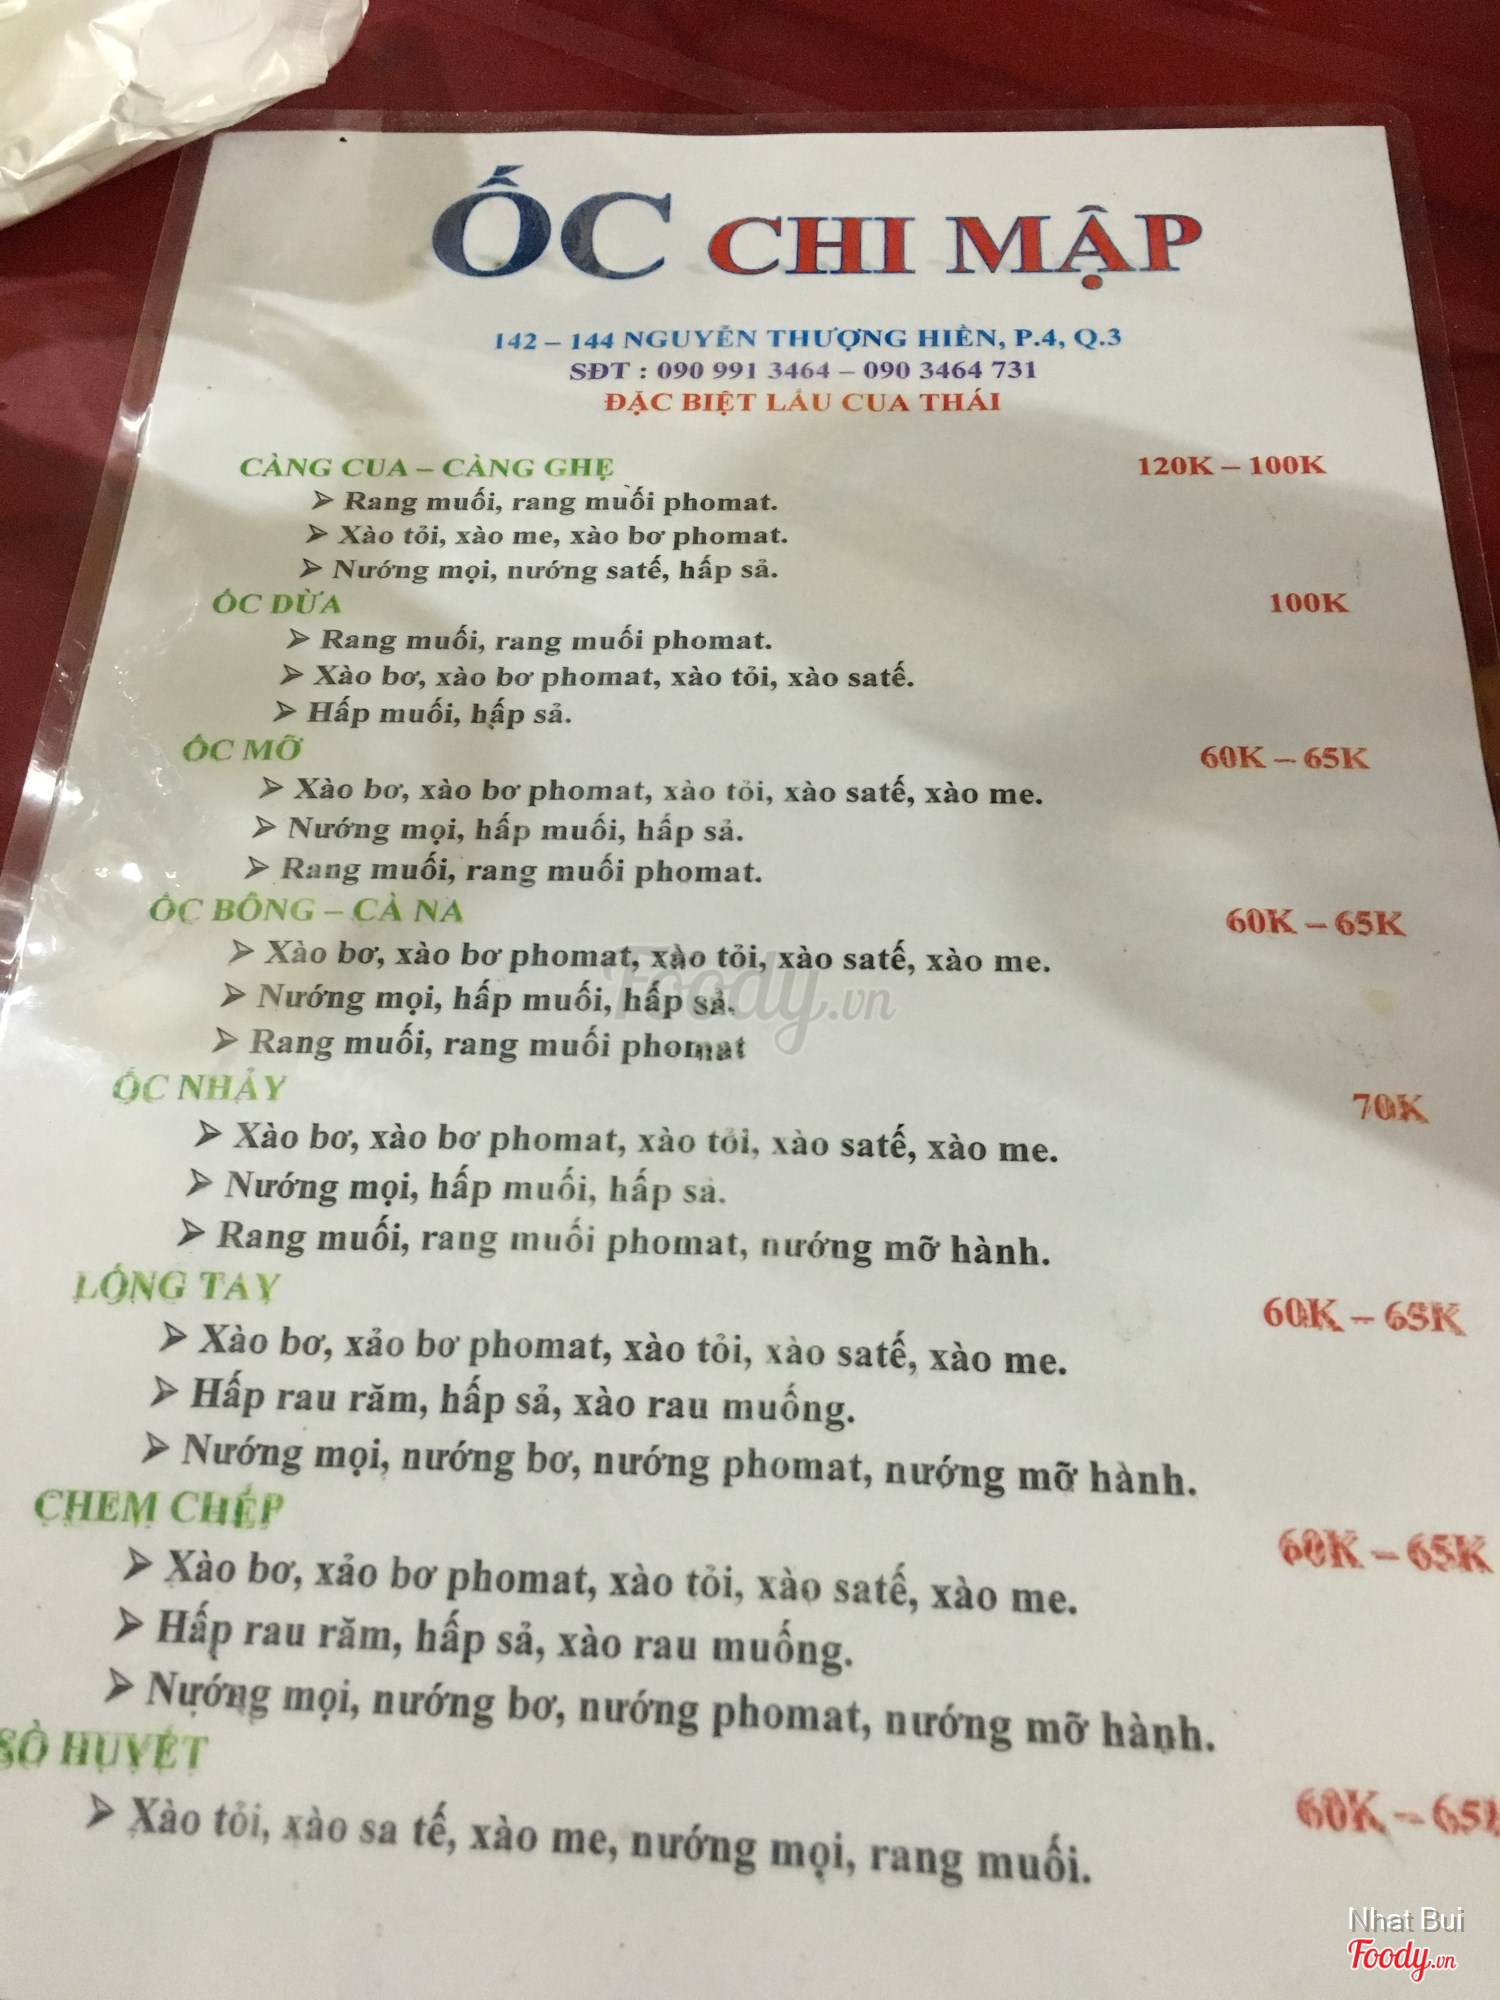 ỐC CHI MẬP
142 – 144 NGUYỄN THƯỢNG HIỀN, P.4, Q.3
SĐT : 090 991 3464 – 090 3464 731
ĐẶC BIỆT LẨU CUA THÁI
CÀNG CUA – CÀNG GHẸ 120K – 100K
➢ Rang muối, rang muối phomat.
➢ Xào tỏi, xào me, xào bơ phomat.
➢ Nướng mọi, nướng satế, hấp sả.
ỐC DỪA 100K
➢ Rang muối, rang muối phomat.
➢ Xào bơ, xào bơ phomat, xào tỏi, xào satế.
➢ Hấp muối, hấp sả.
ỐC MỠ 60K – 65K
➢ Xào bơ, xào bơ phomat, xào tỏi, xào satế, xào me.
➢ Nướng mọi, hấp muối, hấp sả.
➢ Rang muối, rang muối phomat.
ỐC BÔNG – CÀ NA 60K – 65K
➢ Xào bơ, xào bơ phomat, xào tỏi, xào satế, xào me.
➢ Nướng mọi, hấp muối, hấp sả.
➢ Rang muối, rang muối phomat
Foody.vn
ỐC NHẢY 70K
➢ Xào bơ, xào bơ phomat, xào tỏi, xào satế, xào me.
➢ Nướng mọi, hấp muối, hấp sả.
➢ Rang muối, rang muối phomat, nướng mỡ hành.
LÓNG TAY 60K – 65K
➢ Xào bơ, xảo bơ phomat, xào tỏi, xào satế, xào me.
➢ Hấp rau răm, hấp sả, xào rau muống.
➢ Nướng mọi, nướng bơ, nướng phomat, nướng mỡ hành.
CHEM CHÉP 60K – 65K
➢ Xào bơ, xảo bơ phomat, xào tỏi, xào satế, xào me.
➢ Hấp rau răm, hấp sả, xào rau muống.
➢ Nướng mọi, nướng bơ, nướng phomat, nướng mỡ hành.
SÒ HUYẾT 60K – 65K
➢ Xào tỏi, xào sa tế, xào me, nướng mọi, rang muối.
Nhat Bui
Foody.vn